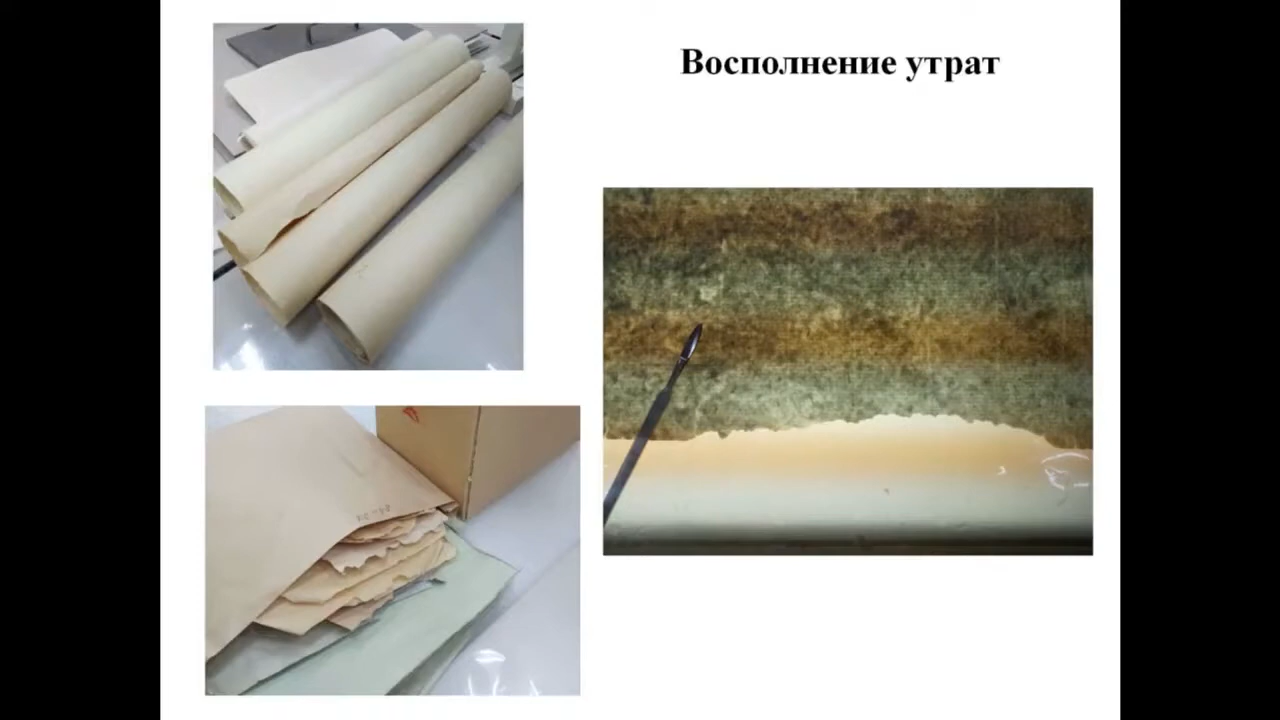 Восполнение утрат